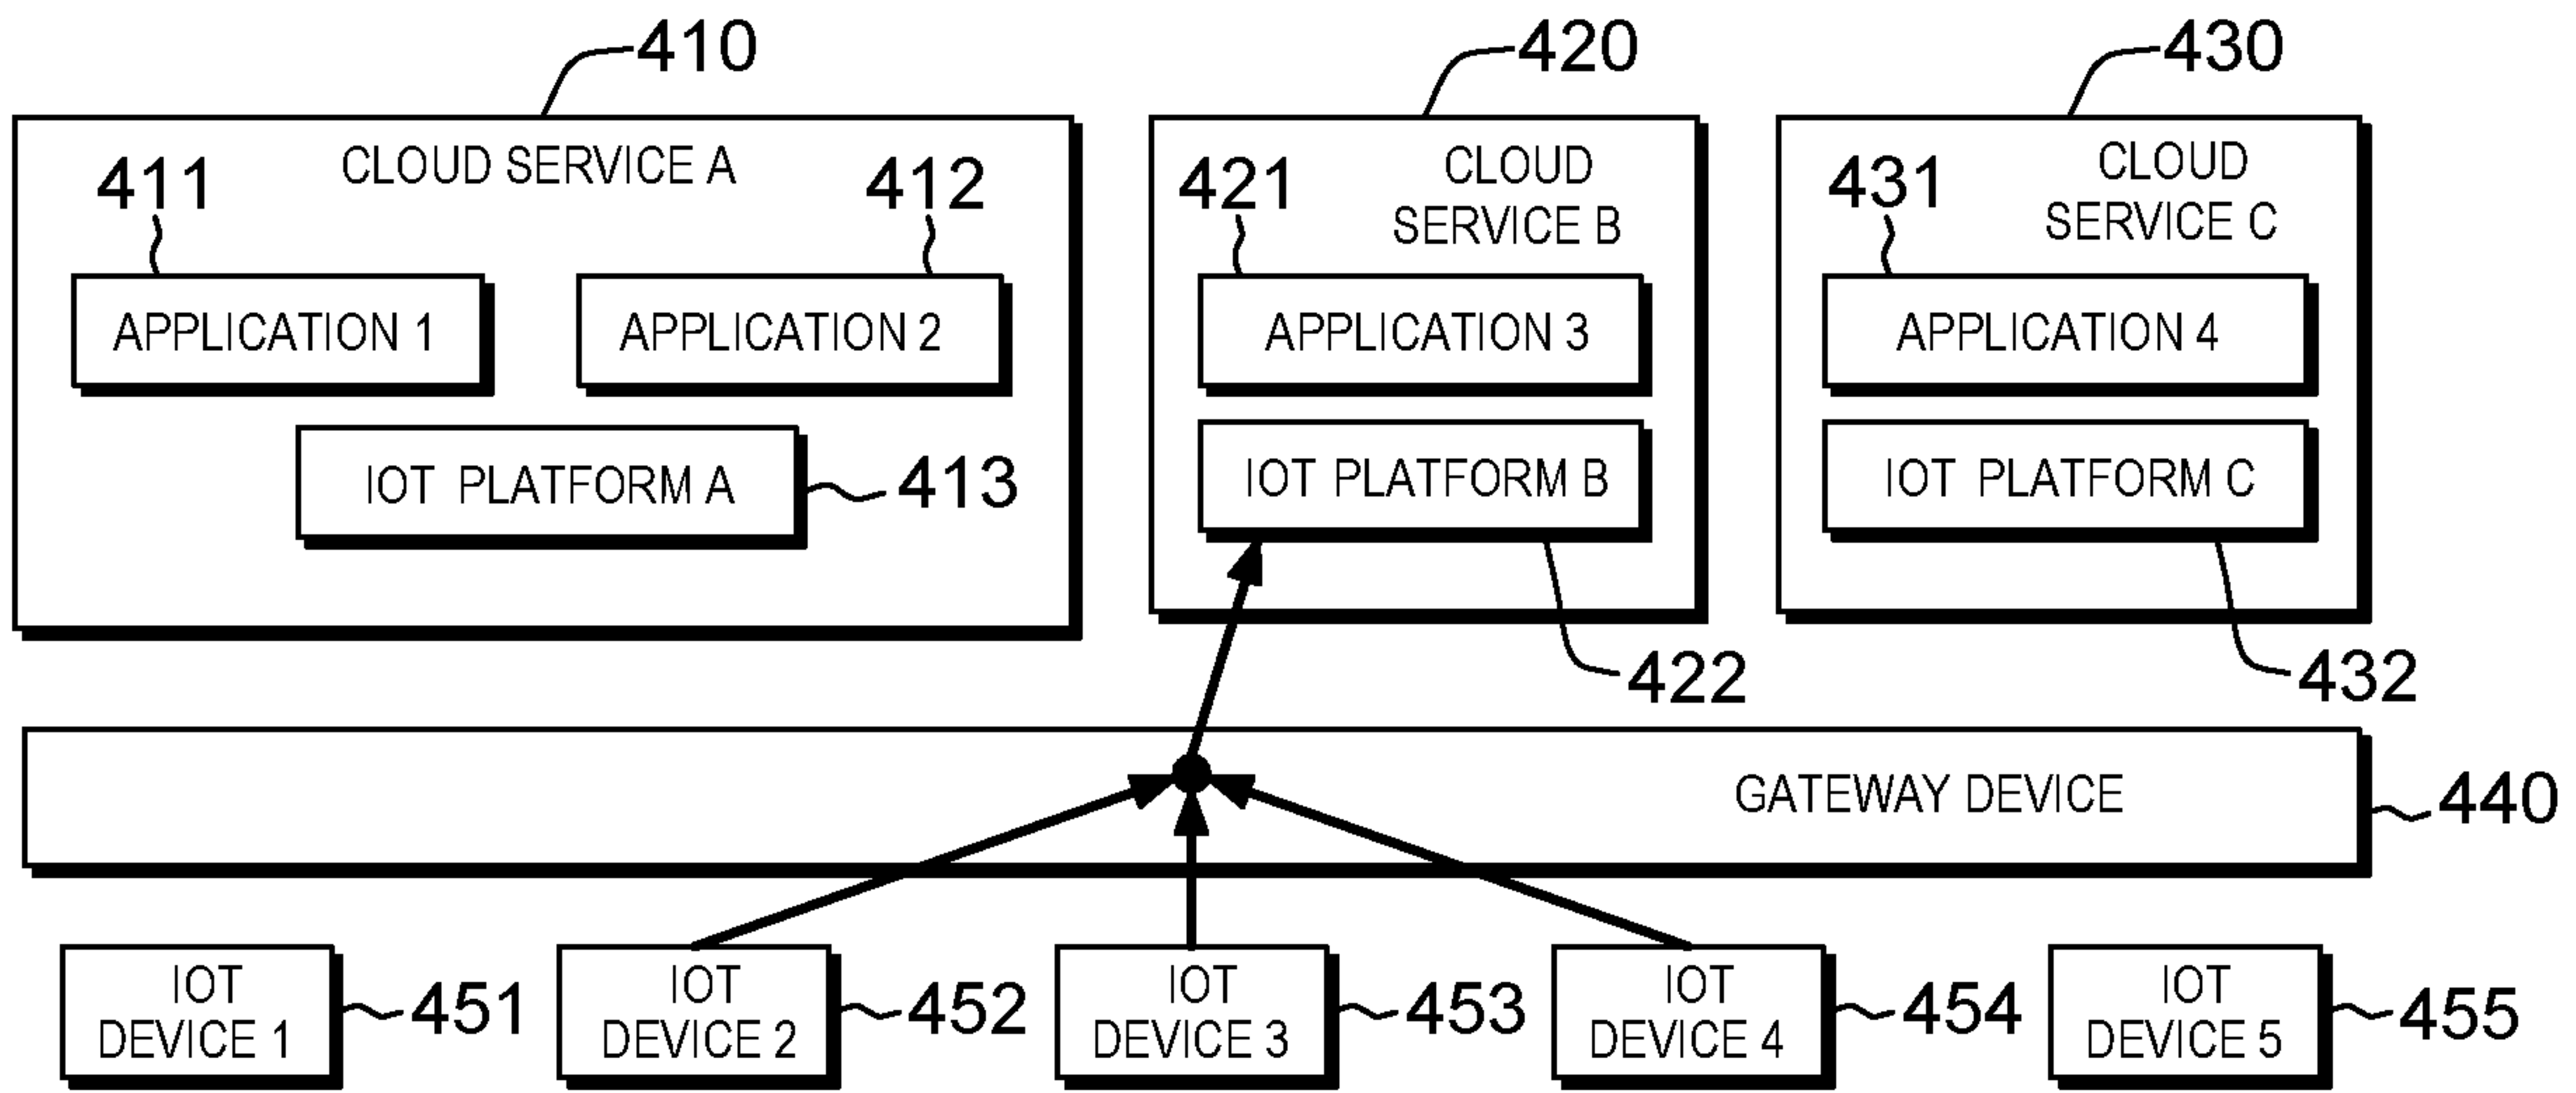 410
420
430
CLOUD SERVICE A
411
412
CLOUD
SERVICE B
421
CLOUD
SERVICE C
431
APPLICATION 1
APPLICATION 2
APPLICATION 3
APPLICATION 4
IOT PLATFORM A
413
IOT PLATFORM B
IOT PLATFORM C
422
432
GATEWAY DEVICE
440
IOT
DEVICE 1
451
IOT
DEVICE 2
452
IOT
DEVICE 3
453
IOT
DEVICE 4
454
IOT
DEVICE 5
455